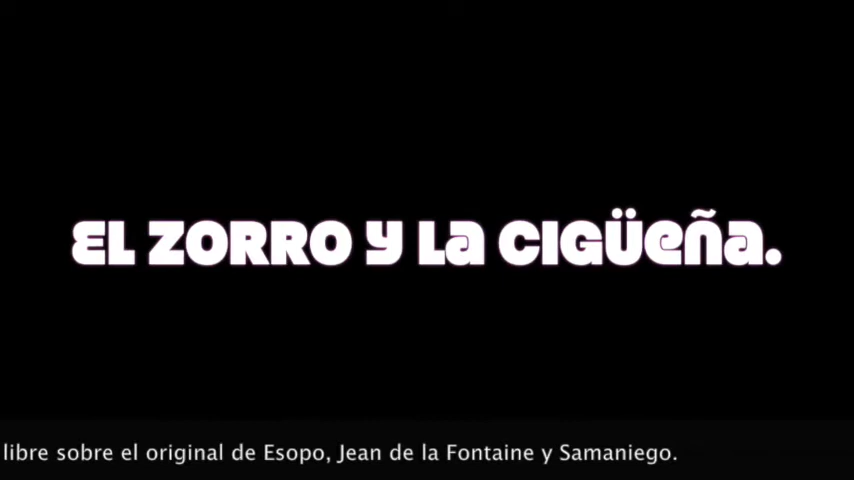 EL ZORRO Y La CIGÜeña.
libre sobre el original de Esopo, Jean de la Fontaine y Samaniego.